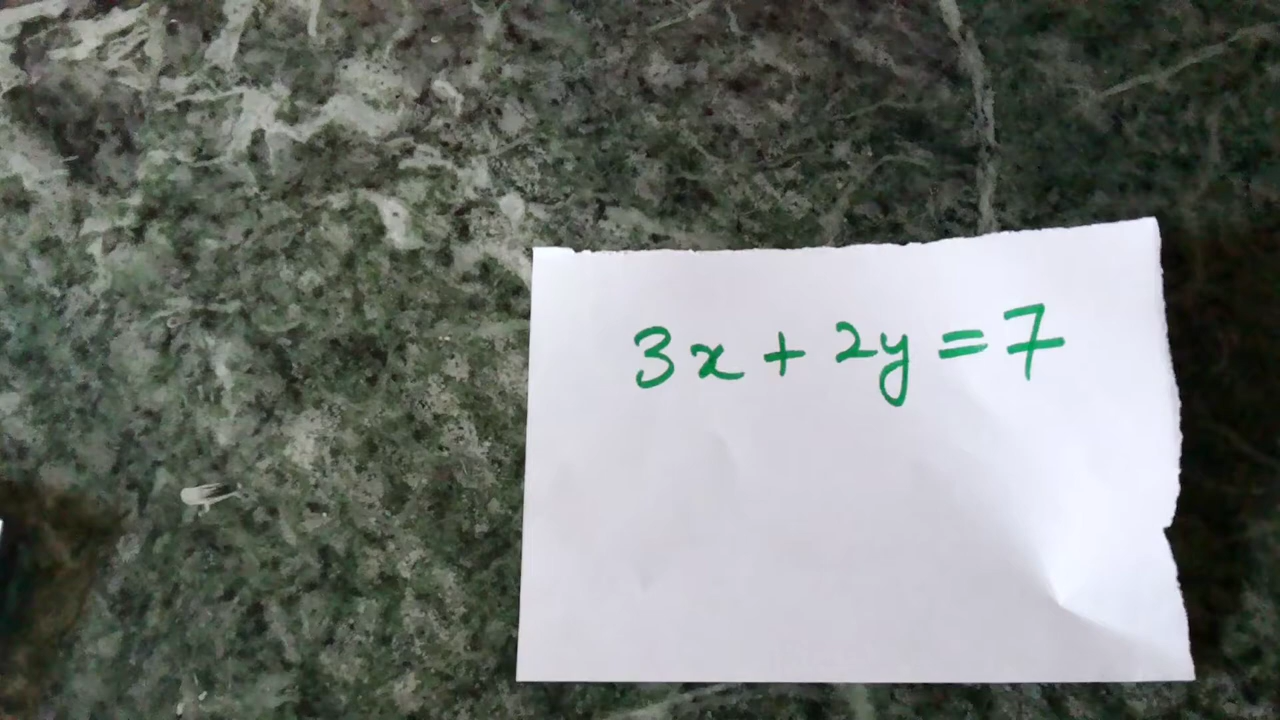 3x + 2y = 7